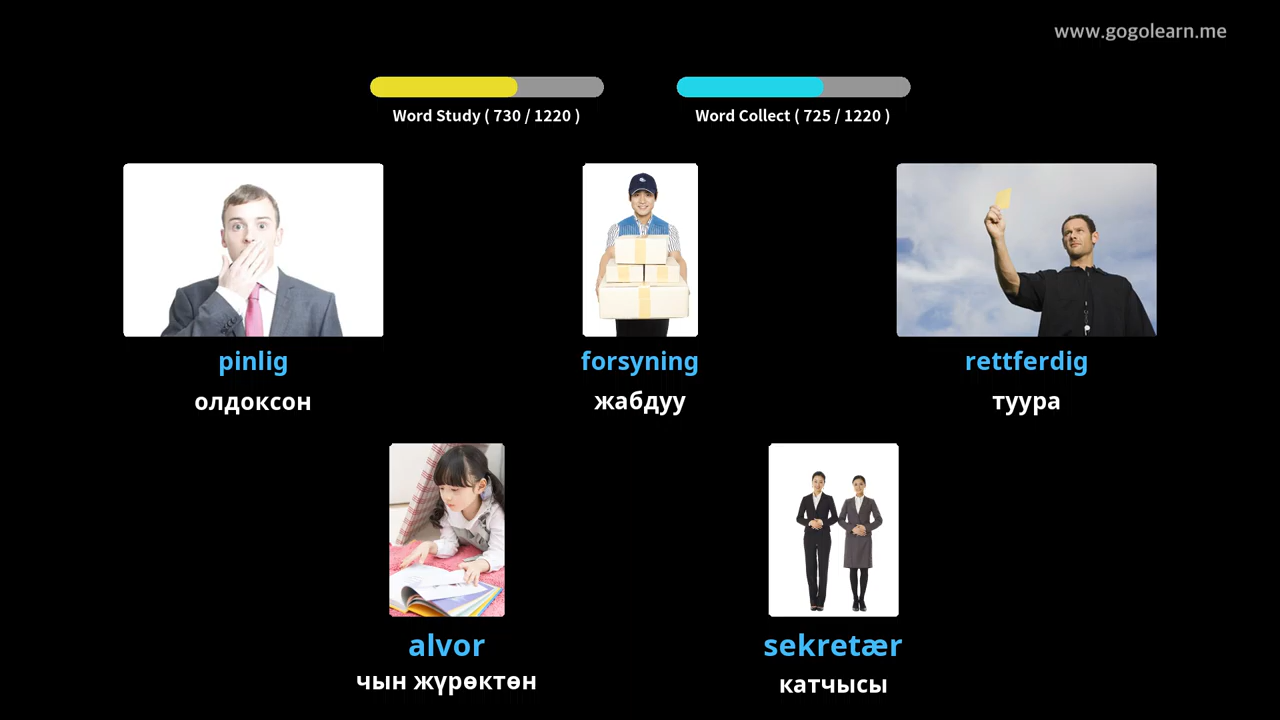 www.gogolearn.me
Word Study ( 730 / 1220 )
Word Collect ( 725 / 1220 )
pinlig
олдоксон
forsyning
жабдуу
rettferdig
туура
alvor
чын жүрөктөн
sekretær
катчысы